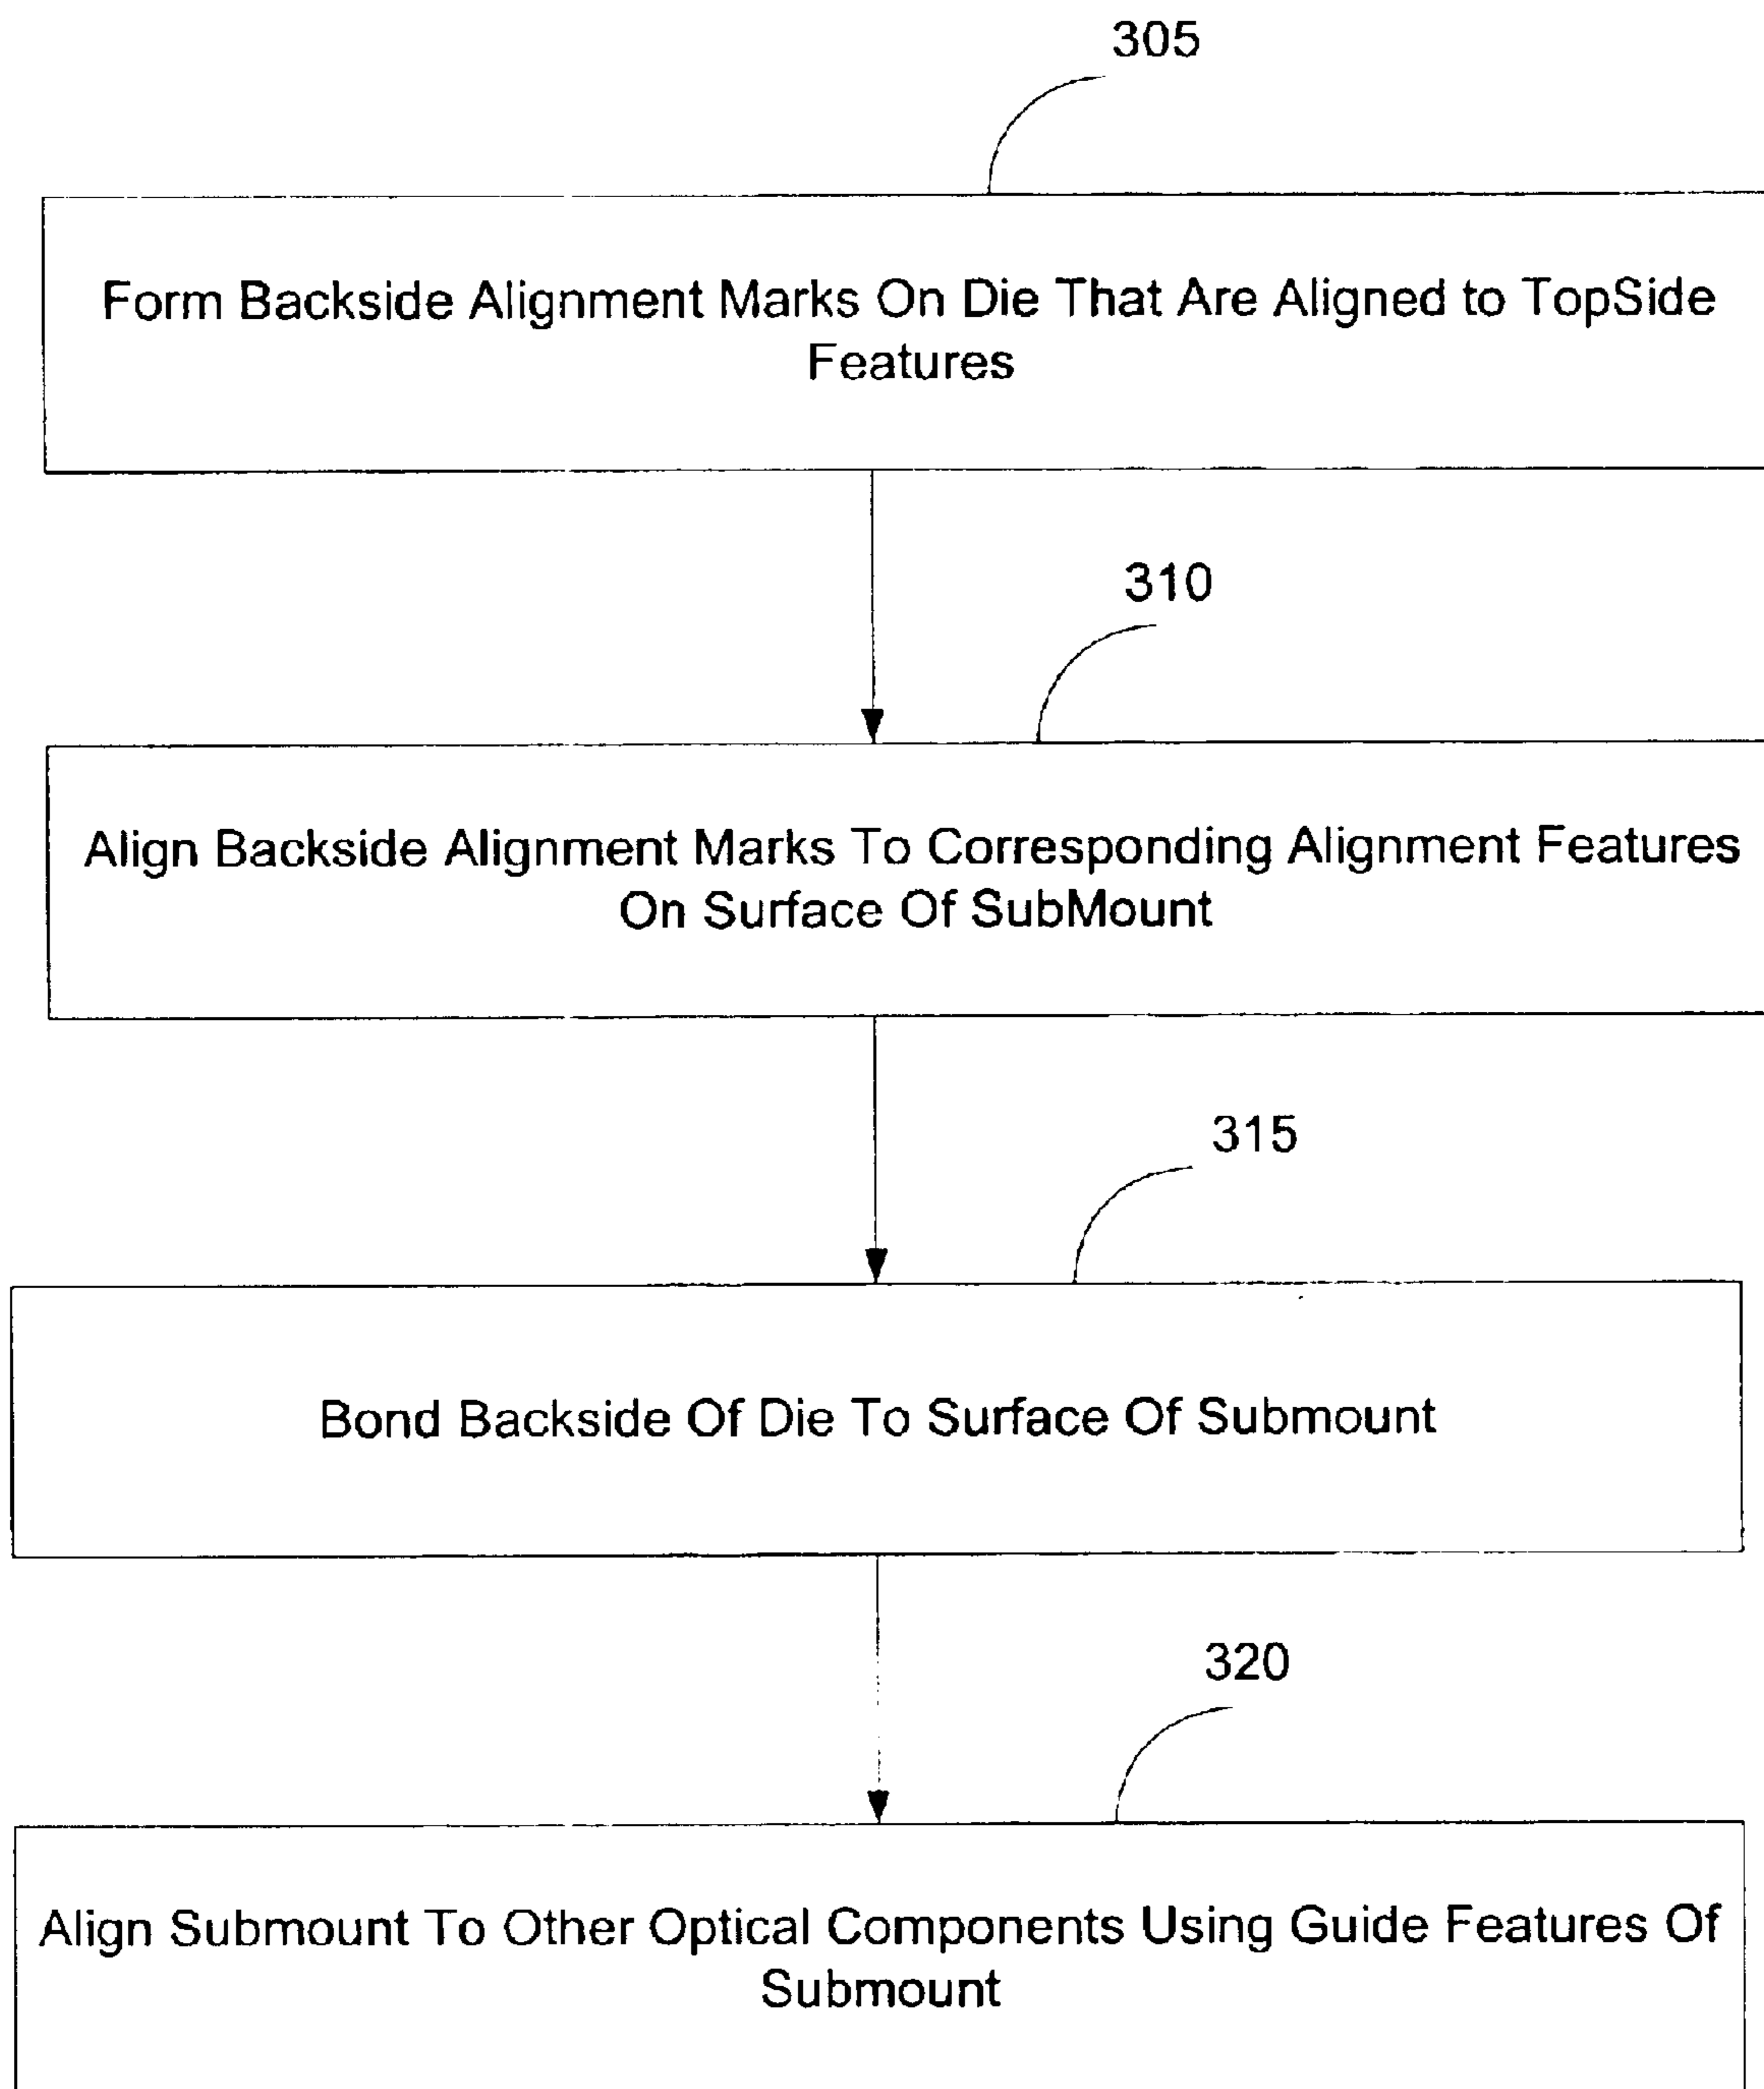 305
Form Backside Alignment Marks On Die That Are Aligned to TopSide
Features
310
Align Backside Alignment Marks To Corresponding Alignment Features
On Surface Of SubMount
315
Bond Backside Of Die To Surface Of Submount
320
Align Submount To Other Optical Components Using Guide Features Of
Submount